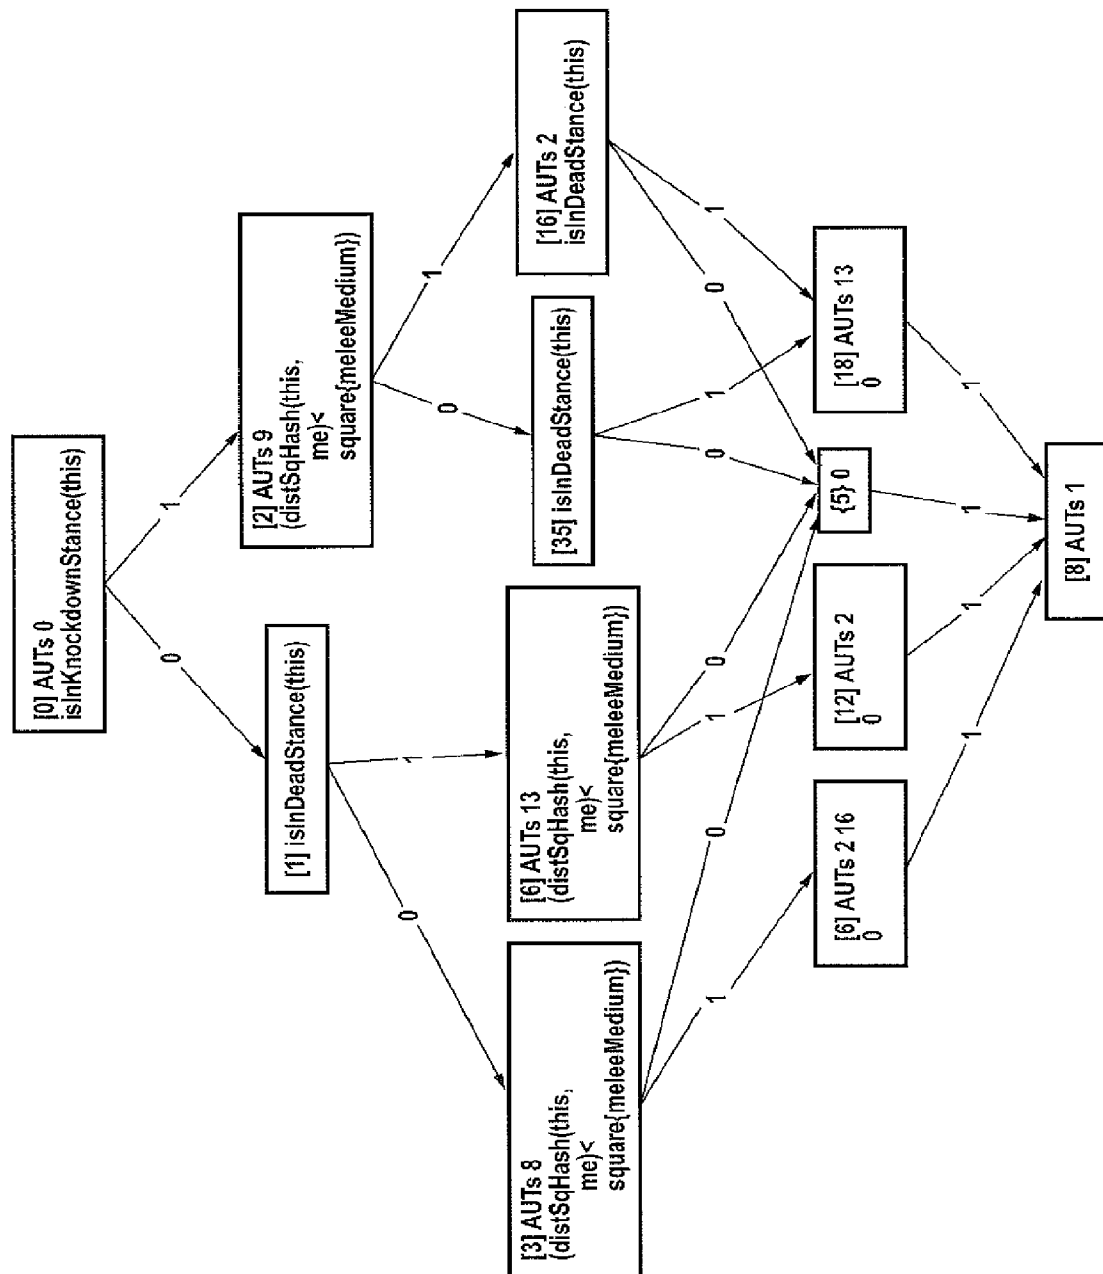 [0] AUTs 0
isInKnockdownStance(this)
0
1
[1] isInDeadStance(this)
[2] AUTs 9
(distSqHash(this,
me)<
square{meleeMedium})
0
1
0
1
[3] AUTs 8
(distSqHash(this,
me)<
square{meleeMedium})
[6] AUTs 13
(distSqHash(this,
me)<
square{meleeMedium})
[35] isInDeadStance(this)
[16] AUTs 2
isInDeadStance(this)
1
0
1
0
0
1
0
1
[6] AUTs 2 16
0
[12] AUTs 2
0
{5} 0
[18] AUTs 13
0
1
1
1
1
[8] AUTs 1